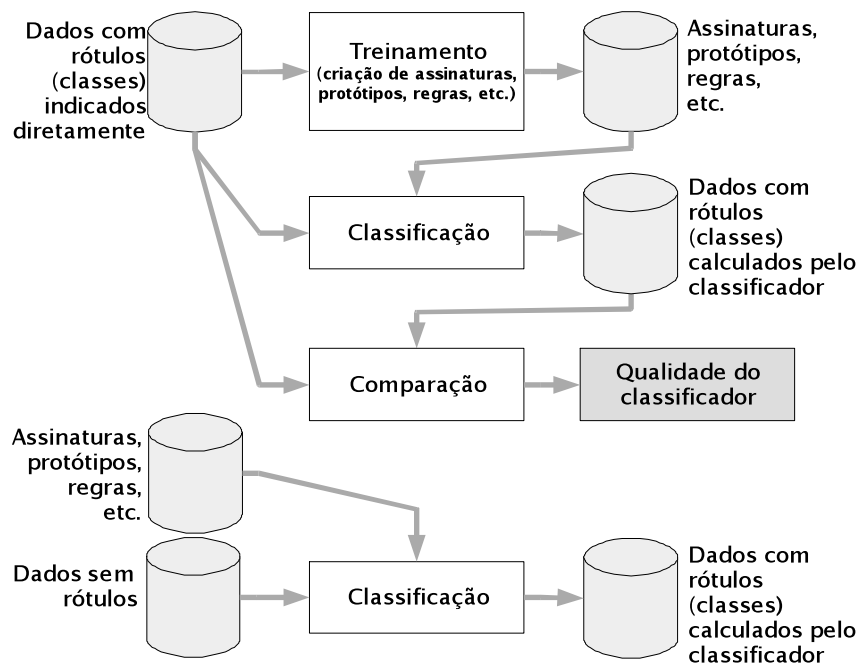 Dados com
rótulos
(classes)
indicados
diretamente
Treinamento
(criação de assinaturas,
protótipos, regras, etc.)
Assinaturas,
protótipos,
regras,
etc.
Classificação
Dados com
rótulos
(classes)
calculados pelo
classificador
Comparação
Qualidade do
classificador
Assinaturas,
protótipos,
regras,
etc.
Dados sem
rótulos
Classificação
Dados com
rótulos
(classes)
calculados pelo
classificador